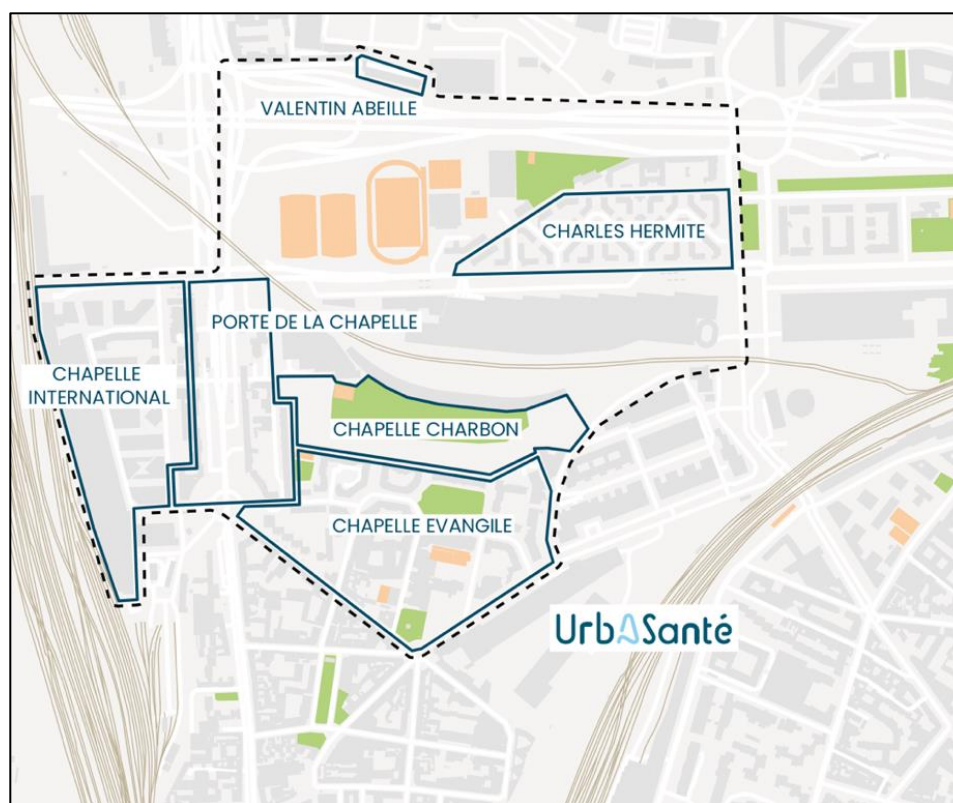 VALENTIN ABEILLE
CHARLES HERMITE
PORTE DE LA CHAPELLE
CHAPELLE
INTERNATIONAL
CHAPELLE CHARBON
CHAPELLE EVANGILE
UrbASanté